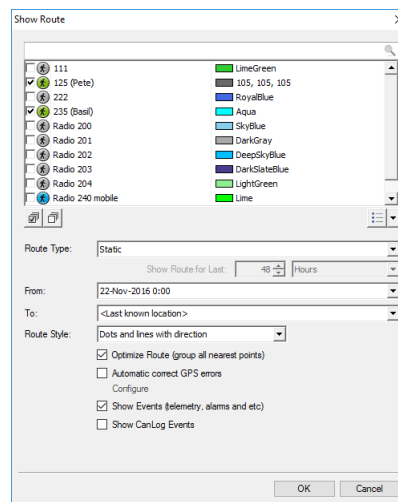 Show Route
111 LimeGreen
125 (Pete) 105, 105, 105
222 RoyalBlue
235 (Basil) Aqua
Radio 200 SkyBlue
Radio 201 DarkGray
Radio 202 DeepSkyBlue
Radio 203 DarkSlateBlue
Radio 204 LightGreen
Radio 240 mobile Lime
Route Type: Static
Show Route for Last: 48 Hours
From: 22-Nov-2016 0:00
To: <Last known location>
Route Style: Dots and lines with direction
Optimize Route (group all nearest points)
Automatic correct GPS errors
Configure
Show Events (telemetry, alarms and etc)
Show CanLog Events
OK Cancel